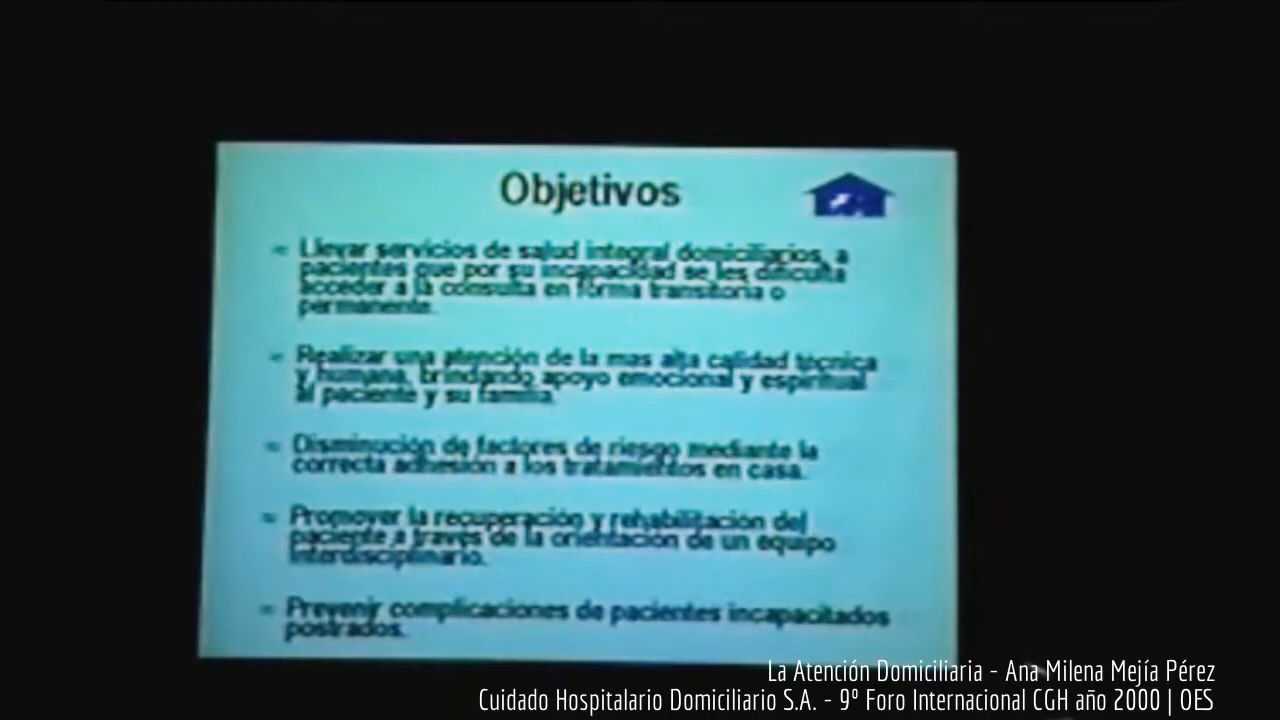 Objetivos
Llevar servicios de salud integral domiciliarios, a
pacientes que por su incapacidad se les dificulta
acceder a la consulta en forma transitoria o
permanente.
Realizar una atención de la mas alta calidad técnica
y humana, brindando apoyo emocional y espiritual
al paciente y su familia.
Disminución de factores de riesgo mediante la
correcta adhesión a los tratamientos en casa.
Promover la recuperación y rehabilitación del
paciente a través de la orientación de un equipo
Interdisciplinario.
Prevenir complicaciones de pacientes incapacitados
postrados.
La Atención Domiciliaria - Ana Milena Mejía Pérez
Cuidado Hospitalario Domiciliario S.A. - 9º Foro Internacional CGH año 2000 | OES